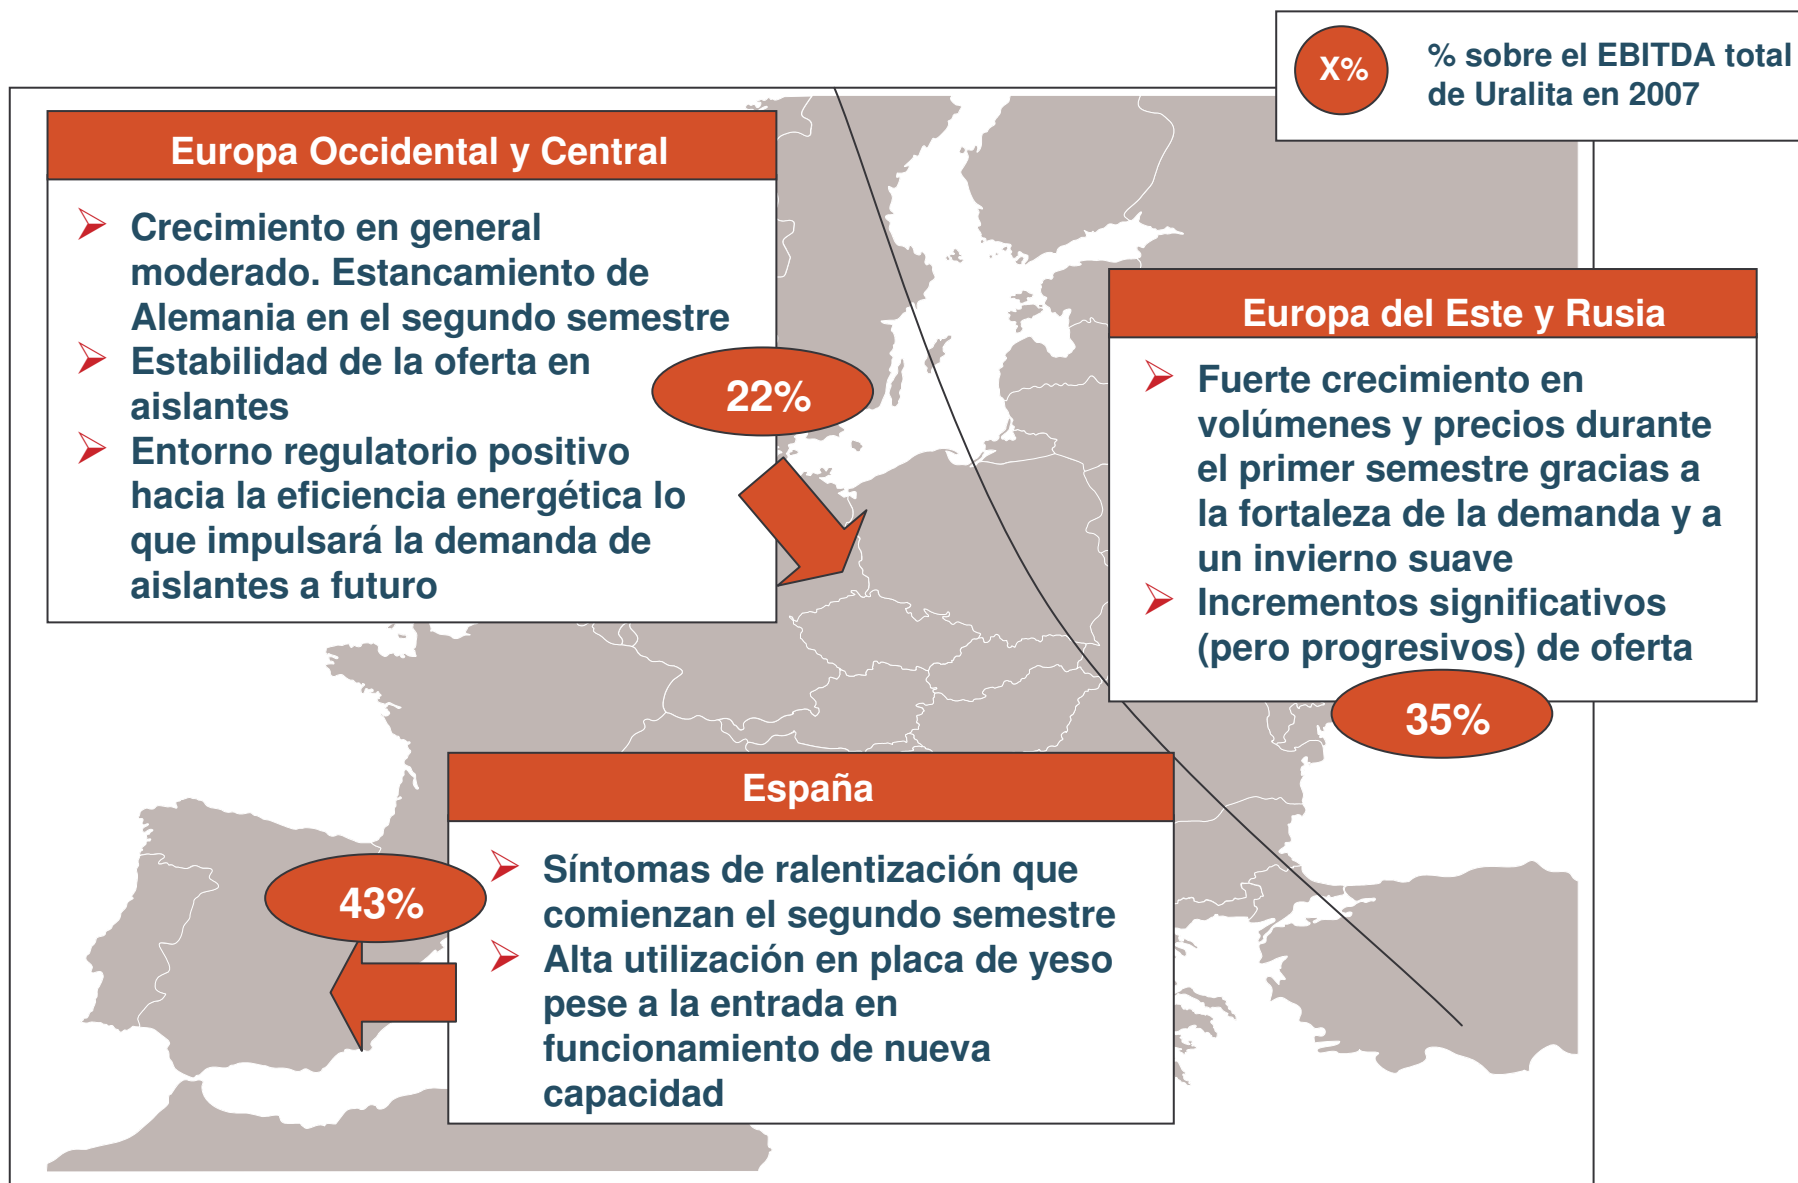 X%
% sobre el EBITDA total
de Uralita en 2007
Europa Occidental y Central
Crecimiento en general
moderado. Estancamiento de
Alemania en el segundo semestre
Estabilidad de la oferta en
aislantes
Entorno regulatorio positivo
hacia la eficiencia energética lo
que impulsará la demanda de
aislantes a futuro
22%
Europa del Este y Rusia
Fuerte crecimiento en
volúmenes y precios durante
el primer semestre gracias a
la fortaleza de la demanda y a
un invierno suave
Incrementos significativos
(pero progresivos) de oferta
35%
España
Síntomas de ralentización que
comienzan el segundo semestre
Alta utilización en placa de yeso
pese a la entrada en
funcionamiento de nueva
capacidad
43%